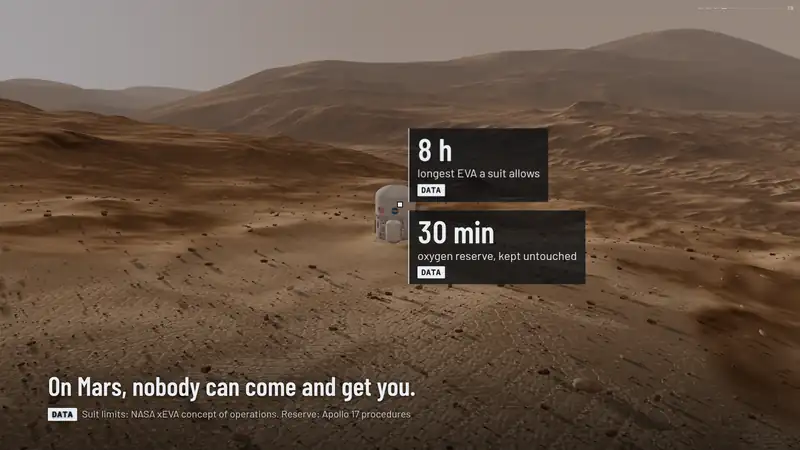 8 h
longest EVA a suit allows
DATA
30 min
oxygen reserve, kept untouched
DATA
On Mars, nobody can come and get you.
DATA Suit limits: NASA xEVA concept of operations. Reserve: Apollo 17 procedures